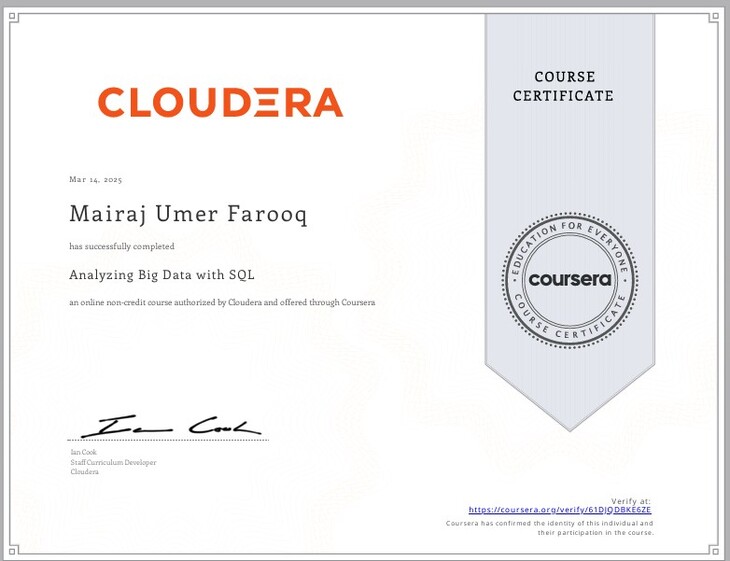 COURSE
CERTIFICATE
CLOUDERA
Mar 14, 2025
Mairaj Umer Farooq
has successfully completed
Analyzing Big Data with SQL
an online non-credit course authorized by Cloudera and offered through Coursera
EDUCATION FOR EVERYONE
coursera
COURSE CERTIFICATE
Ian Cook
Ian Cook
Staff Curriculum Developer
Cloudera
Verify at:
https://coursera.org/verify/61DJQDBKE6ZE
Coursera has confirmed the identity of this individual and
their participation in the course.